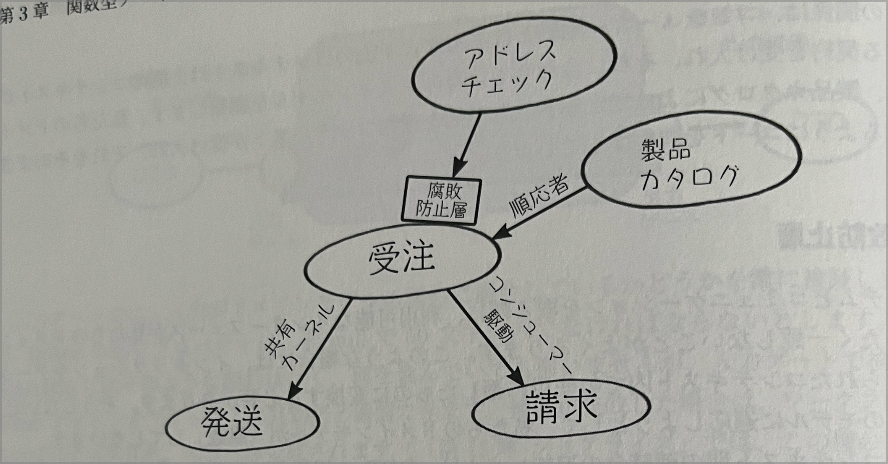 第3章 関数型ア
アドレス
チェック
製品
カタログ
腐敗
防止層
順応者
受注
共有
カーネル
コンシューマー
駆動
発送
請求